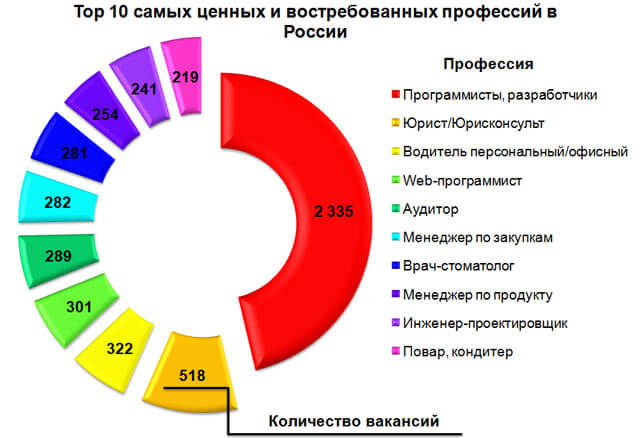 Top 10 самых ценных и востребованных профессий в
России
Профессия
Программисты, разработчики
Юрист/Юрисконсульт
Водитель персональный/офисный
Web-программист
Аудитор
Менеджер по закупкам
Врач-стоматолог
Менеджер по продукту
Инженер-проектировщик
Повар, кондитер
2 335
518
322
301
289
282
281
254
241
219
Количество вакансий